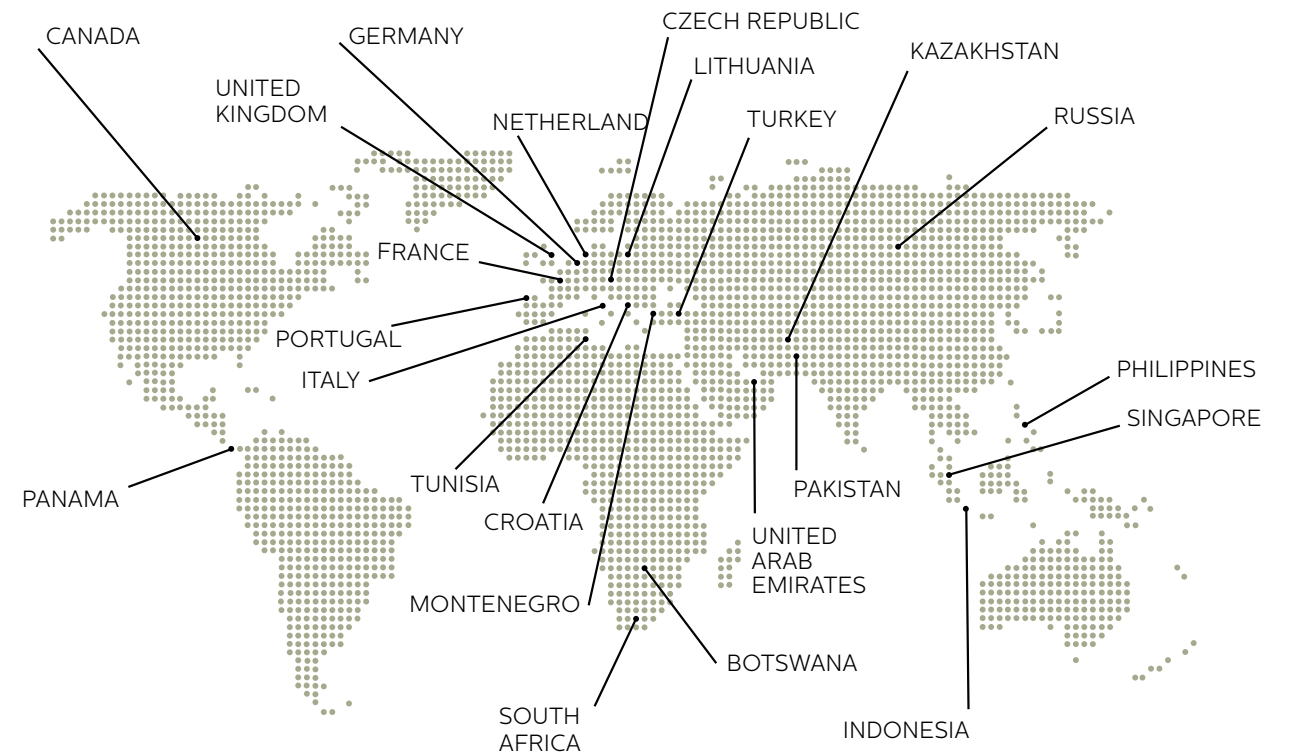 CANADA
GERMANY
CZECH REPUBLIC
LITHUANIA
KAZAKHSTAN
UNITED
KINGDOM
NETHERLAND
TURKEY
RUSSIA
FRANCE
PORTUGAL
ITALY
PHILIPPINES
SINGAPORE
PANAMA
TUNISIA
CROATIA
PAKISTAN
UNITED
ARAB
EMIRATES
MONTENEGRO
BOTSWANA
SOUTH
AFRICA
INDONESIA